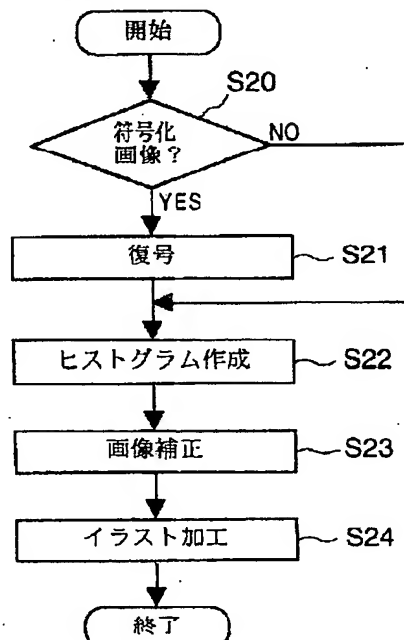 開始
S20
符号化
画像？
NO
YES
復号
S21
ヒストグラム作成
S22
画像補正
S23
イラスト加工
S24
終了